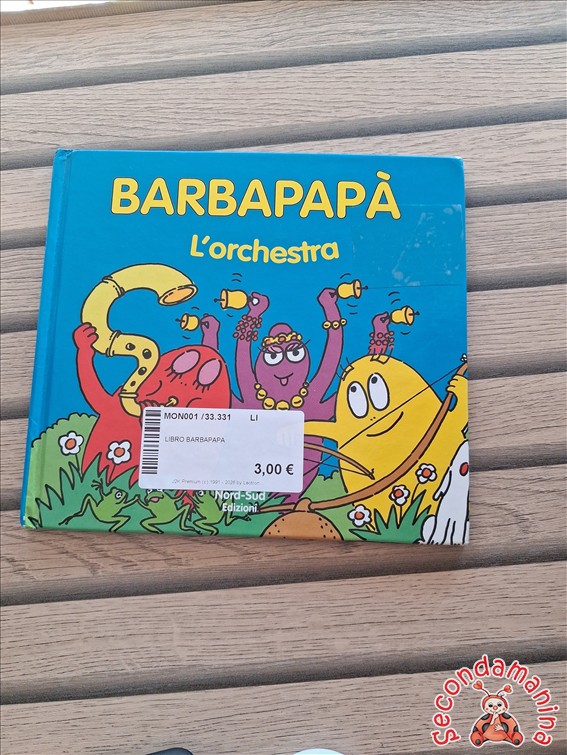 BARBAPAPÀ
L'orchestra
MON001 /33.331 LI
LIBRO BARBAPAPA
3,00 €
Nord-Sud
Edizioni
Secondamanina